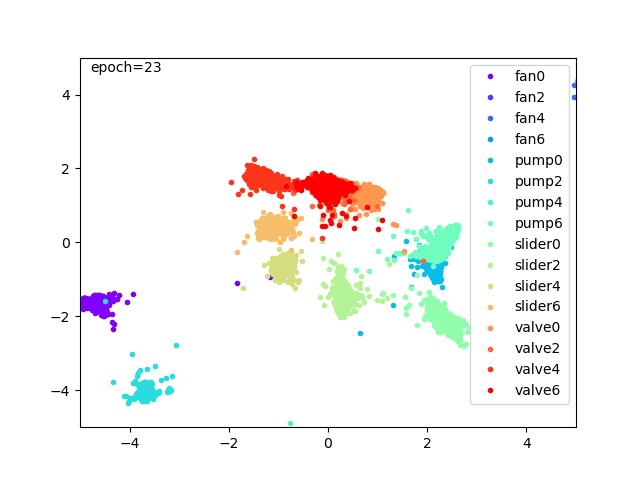 epoch=23
fan0
fan2
fan4
fan6
pump0
pump2
pump4
pump6
slider0
slider2
slider4
slider6
valve0
valve2
valve4
valve6
4
2
0
−2
−4
−4 −2 0 2 4